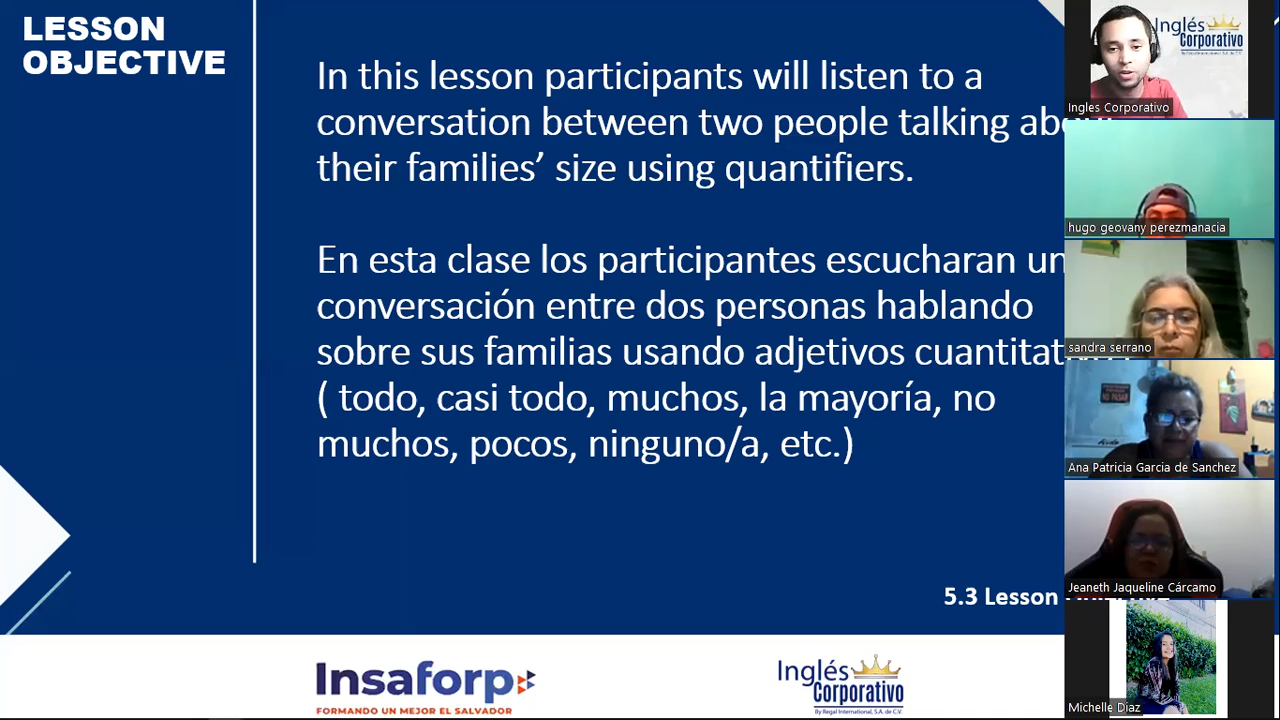 LESSON
OBJECTIVE
In this lesson participants will listen to a
conversation between two people talking
their families’ size using quantifiers.
En esta clase los participantes escucharan
conversación entre dos personas hablando
sobre sus familias usando adjetivos
( todo, casi todo, muchos, la mayoría, no
muchos, pocos, ninguno/a, etc.)
5.3 Lesson
Insaforp
FORMANDO UN MEJOR EL SALVADOR
Inglés
Corporativo
By Regal International, S.A. de C.V.
Inglés
Corporativo
Ingles Corporativo
hugo geovany perezmanacia
sandra serrano
NO PASAR
Ana Patricia Garcia de Sanchez
Jeaneth Jaqueline Cárcamo
Michelle Diaz